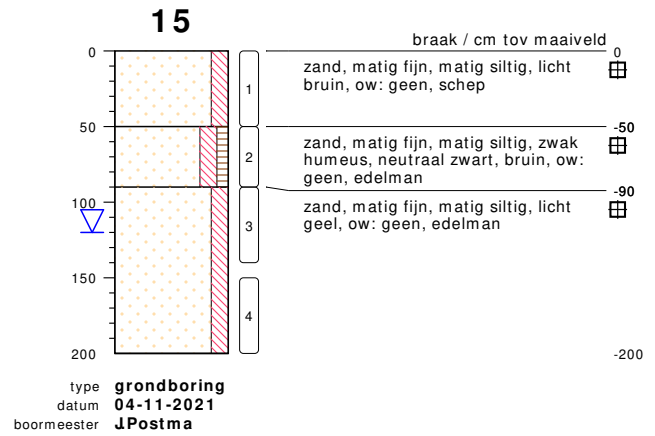 15
braak / cm tov maaiveld
0
0
zand, matig fijn, matig siltig, licht
bruin, ow: geen, schep
1
50
-50
zand, matig fijn, matig siltig, zwak
humeus, neutraal zwart, bruin, ow:
geen, edelman
2
-90
100
zand, matig fijn, matig siltig, licht
geel, ow: geen, edelman
3
150
4
200
-200
type grondboring
datum 04-11-2021
boormeester J.Postma